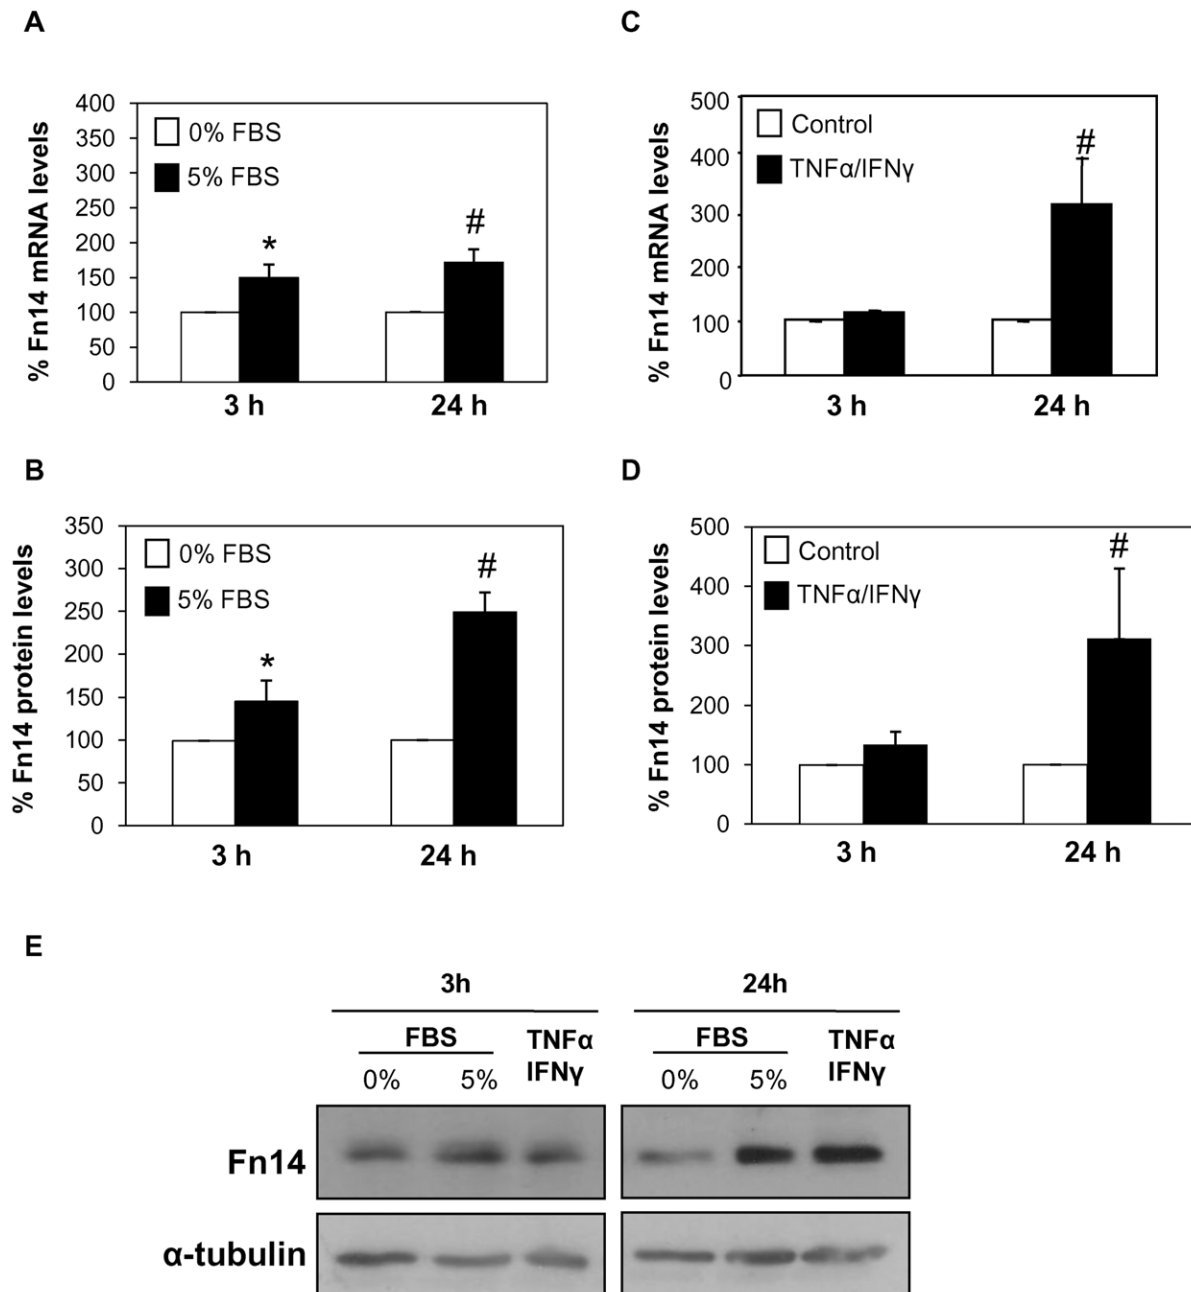 A
% Fn14 mRNA levels
400
350
300
250
200
150
100
50
0
0% FBS
5% FBS
*
#
3 h
24 h
C
% Fn14 mRNA levels
500
400
300
200
100
0
Control
TNFα/IFNγ
#
3 h
24 h
B
% Fn14 protein levels
350
300
250
200
150
100
50
0
0% FBS
5% FBS
*
#
3 h
24 h
D
% Fn14 protein levels
500
400
300
200
100
0
Control
TNFα/IFNγ
#
3 h
24 h
E
3h
24h
FBS
TNFα
IFNγ
0%
5%
FBS
TNFα
IFNγ
0%
5%
Fn14
α-tubulin